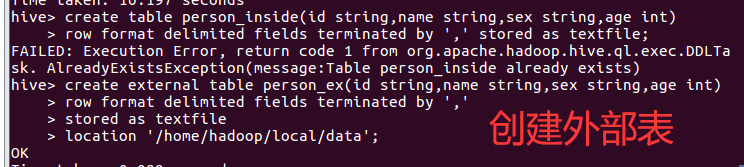 Time taken: 10.197 seconds
hive> create table person_inside(id string,name string,sex string,age int)
> row format delimited fields terminated by ',' stored as textfile;
FAILED: Execution Error, return code 1 from org.apache.hadoop.hive.ql.exec.DDLTa
sk. AlreadyExistsException(message:Table person_inside already exists)
hive> create external table person_ex(id string,name string,sex string,age int)
> row format delimited fields terminated by ','
> stored as textfile
> location '/home/hadoop/local/data';
OK
创建外部表